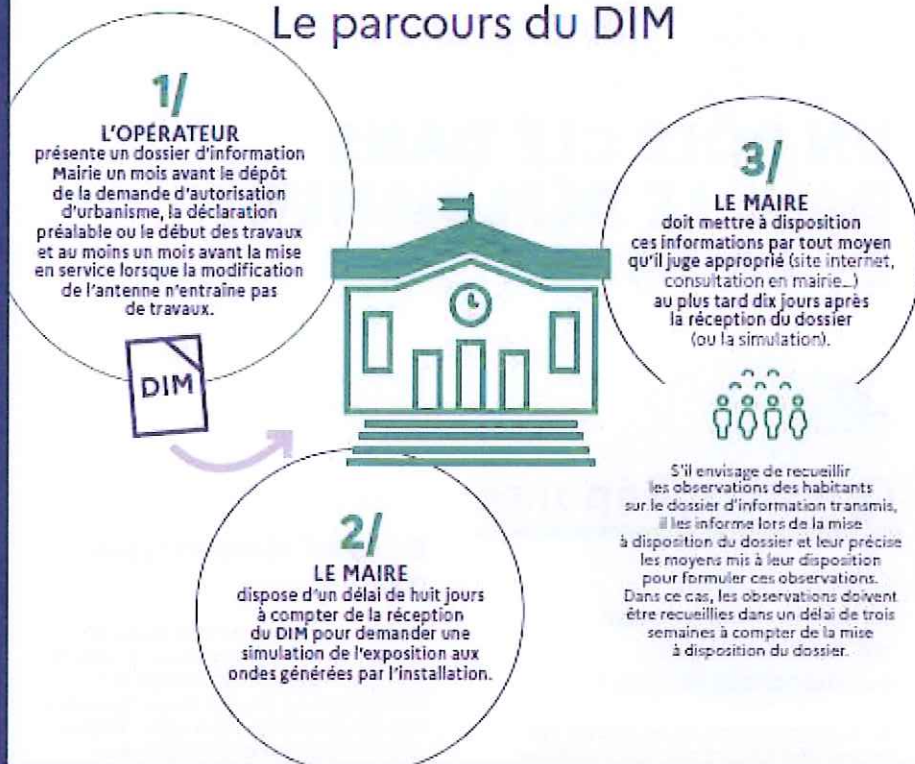 Le parcours du DIM
1/
L'OPÉRATEUR
présente un dossier d'information
Mairie un mois avant le dépôt
de la demande d'autorisation
d'urbanisme, la déclaration
préalable ou le début des travaux
et au moins un mois avant la mise
en service lorsque la modification
de l'antenne n'entraîne pas
de travaux.
DIM
2/
LE MAIRE
dispose d'un délai de huit jours
à compter de la réception
du DIM pour demander une
simulation de l'exposition aux
ondes générées par l'installation.
3/
LE MAIRE
doit mettre à disposition
ces informations par tout moyen
qu'il juge approprié (site internet,
consultation en mairie...)
au plus tard dix jours après
la réception du dossier
(ou la simulation).
S'il envisage de recueillir
les observations des habitants
sur le dossier d'information transmis,
il les informe lors de la mise
à disposition du dossier et leur précise
les moyens mis à leur disposition
pour formuler ces observations.
Dans ce cas, les observations doivent
être recueillies dans un délai de trois
semaines à compter de la mise
à disposition du dossier.